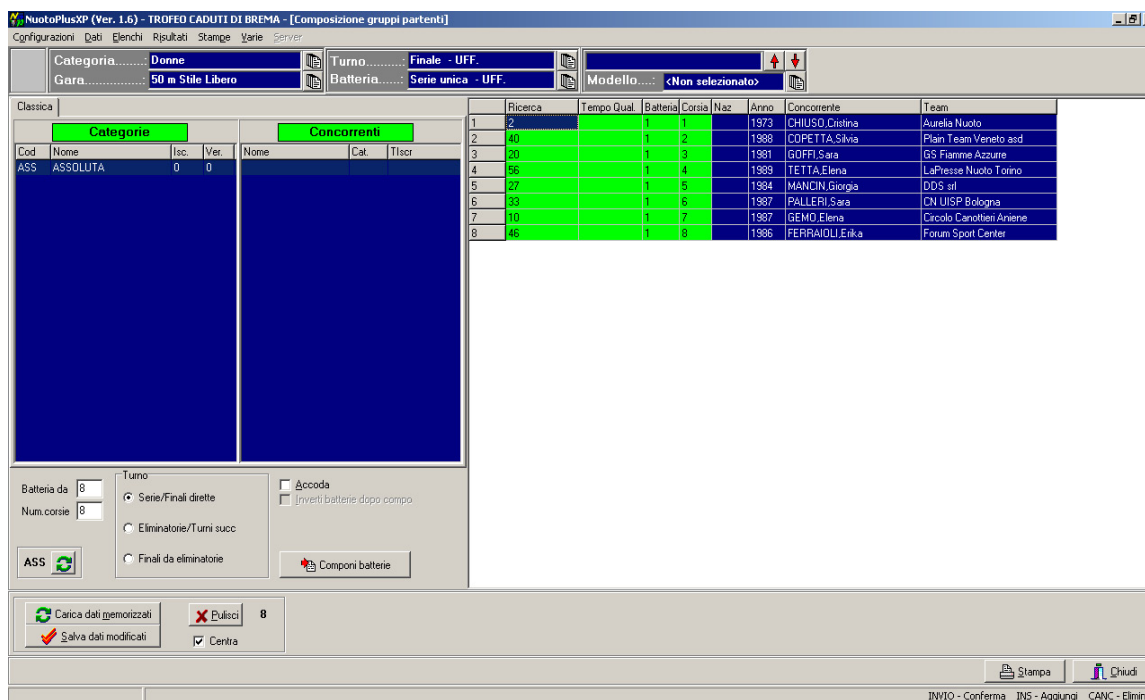 NuotoPlusXP (Ver. 1.6) - TROFEO CADUTI DI BREMA - [Composizione gruppi partenti]
Configurazioni Dati Elenchi Risultati Stampe Varie Server
Categoria.......: Donne Turno..........: Finale - UFF.
Gara...............: 50 m Stile Libero Batteria......: Serie unica - UFF. Modello....: <Non selezionato>
Classica
Categorie Concorrenti
Cod Nome Isc. Ver. Nome Cat. TIscr
ASS ASSOLUTA 0 0
Ricerca Tempo Qual. Batteria Corsia Naz Anno Concorrente Team
1 2 1 1 1973 CHIUSO,Cristina Aurelia Nuoto
2 40 1 2 1988 COPETTA,Silvia Plain Team Veneto asd
3 20 1 3 1981 GOFFI,Sara GS Fiamme Azzurre
4 56 1 4 1989 TETTA,Elena LaPresse Nuoto Torino
5 27 1 5 1984 MANCIN,Giorgia DDS srl
6 33 1 6 1987 PALLERI,Sara CN UISP Bologna
7 10 1 7 1987 GEMO,Elena Circolo Canottieri Aniene
8 46 1 8 1986 FERRAIOLI,Erika Forum Sport Center
Batteria da 8
Num.corsie 8
ASS
Turno
Serie/Finali dirette
Eliminatorie/Turni succ
Finali da eliminatorie
Accoda
Inverti batterie dopo compo
Componi batterie
Carica dati memorizzati Pulisci 8
Salva dati modificati Centra
Stampa Chiudi
INVIO - Conferma INS - Aggiungi CANC - Elimin